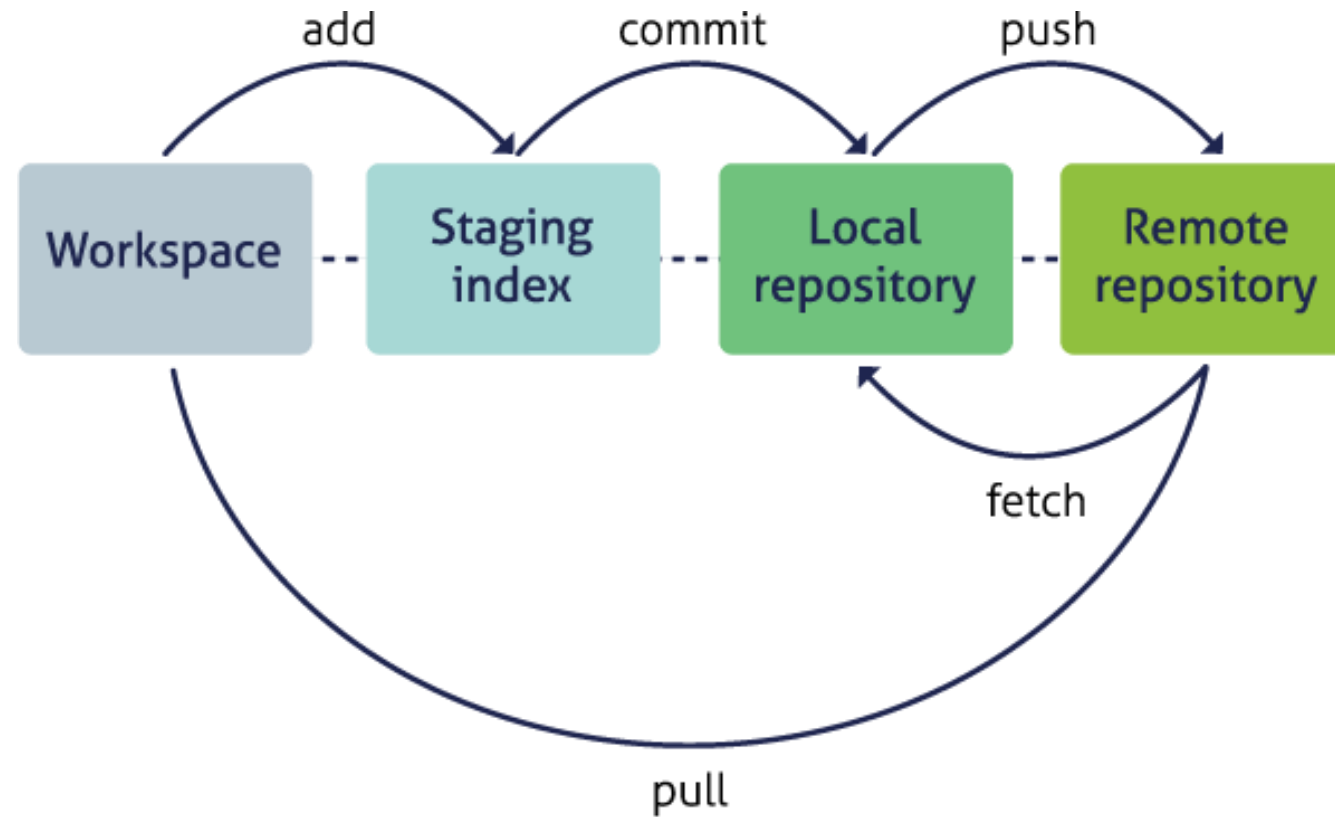 add
commit
push
Workspace
Staging
index
Local
repository
Remote
repository
fetch
pull